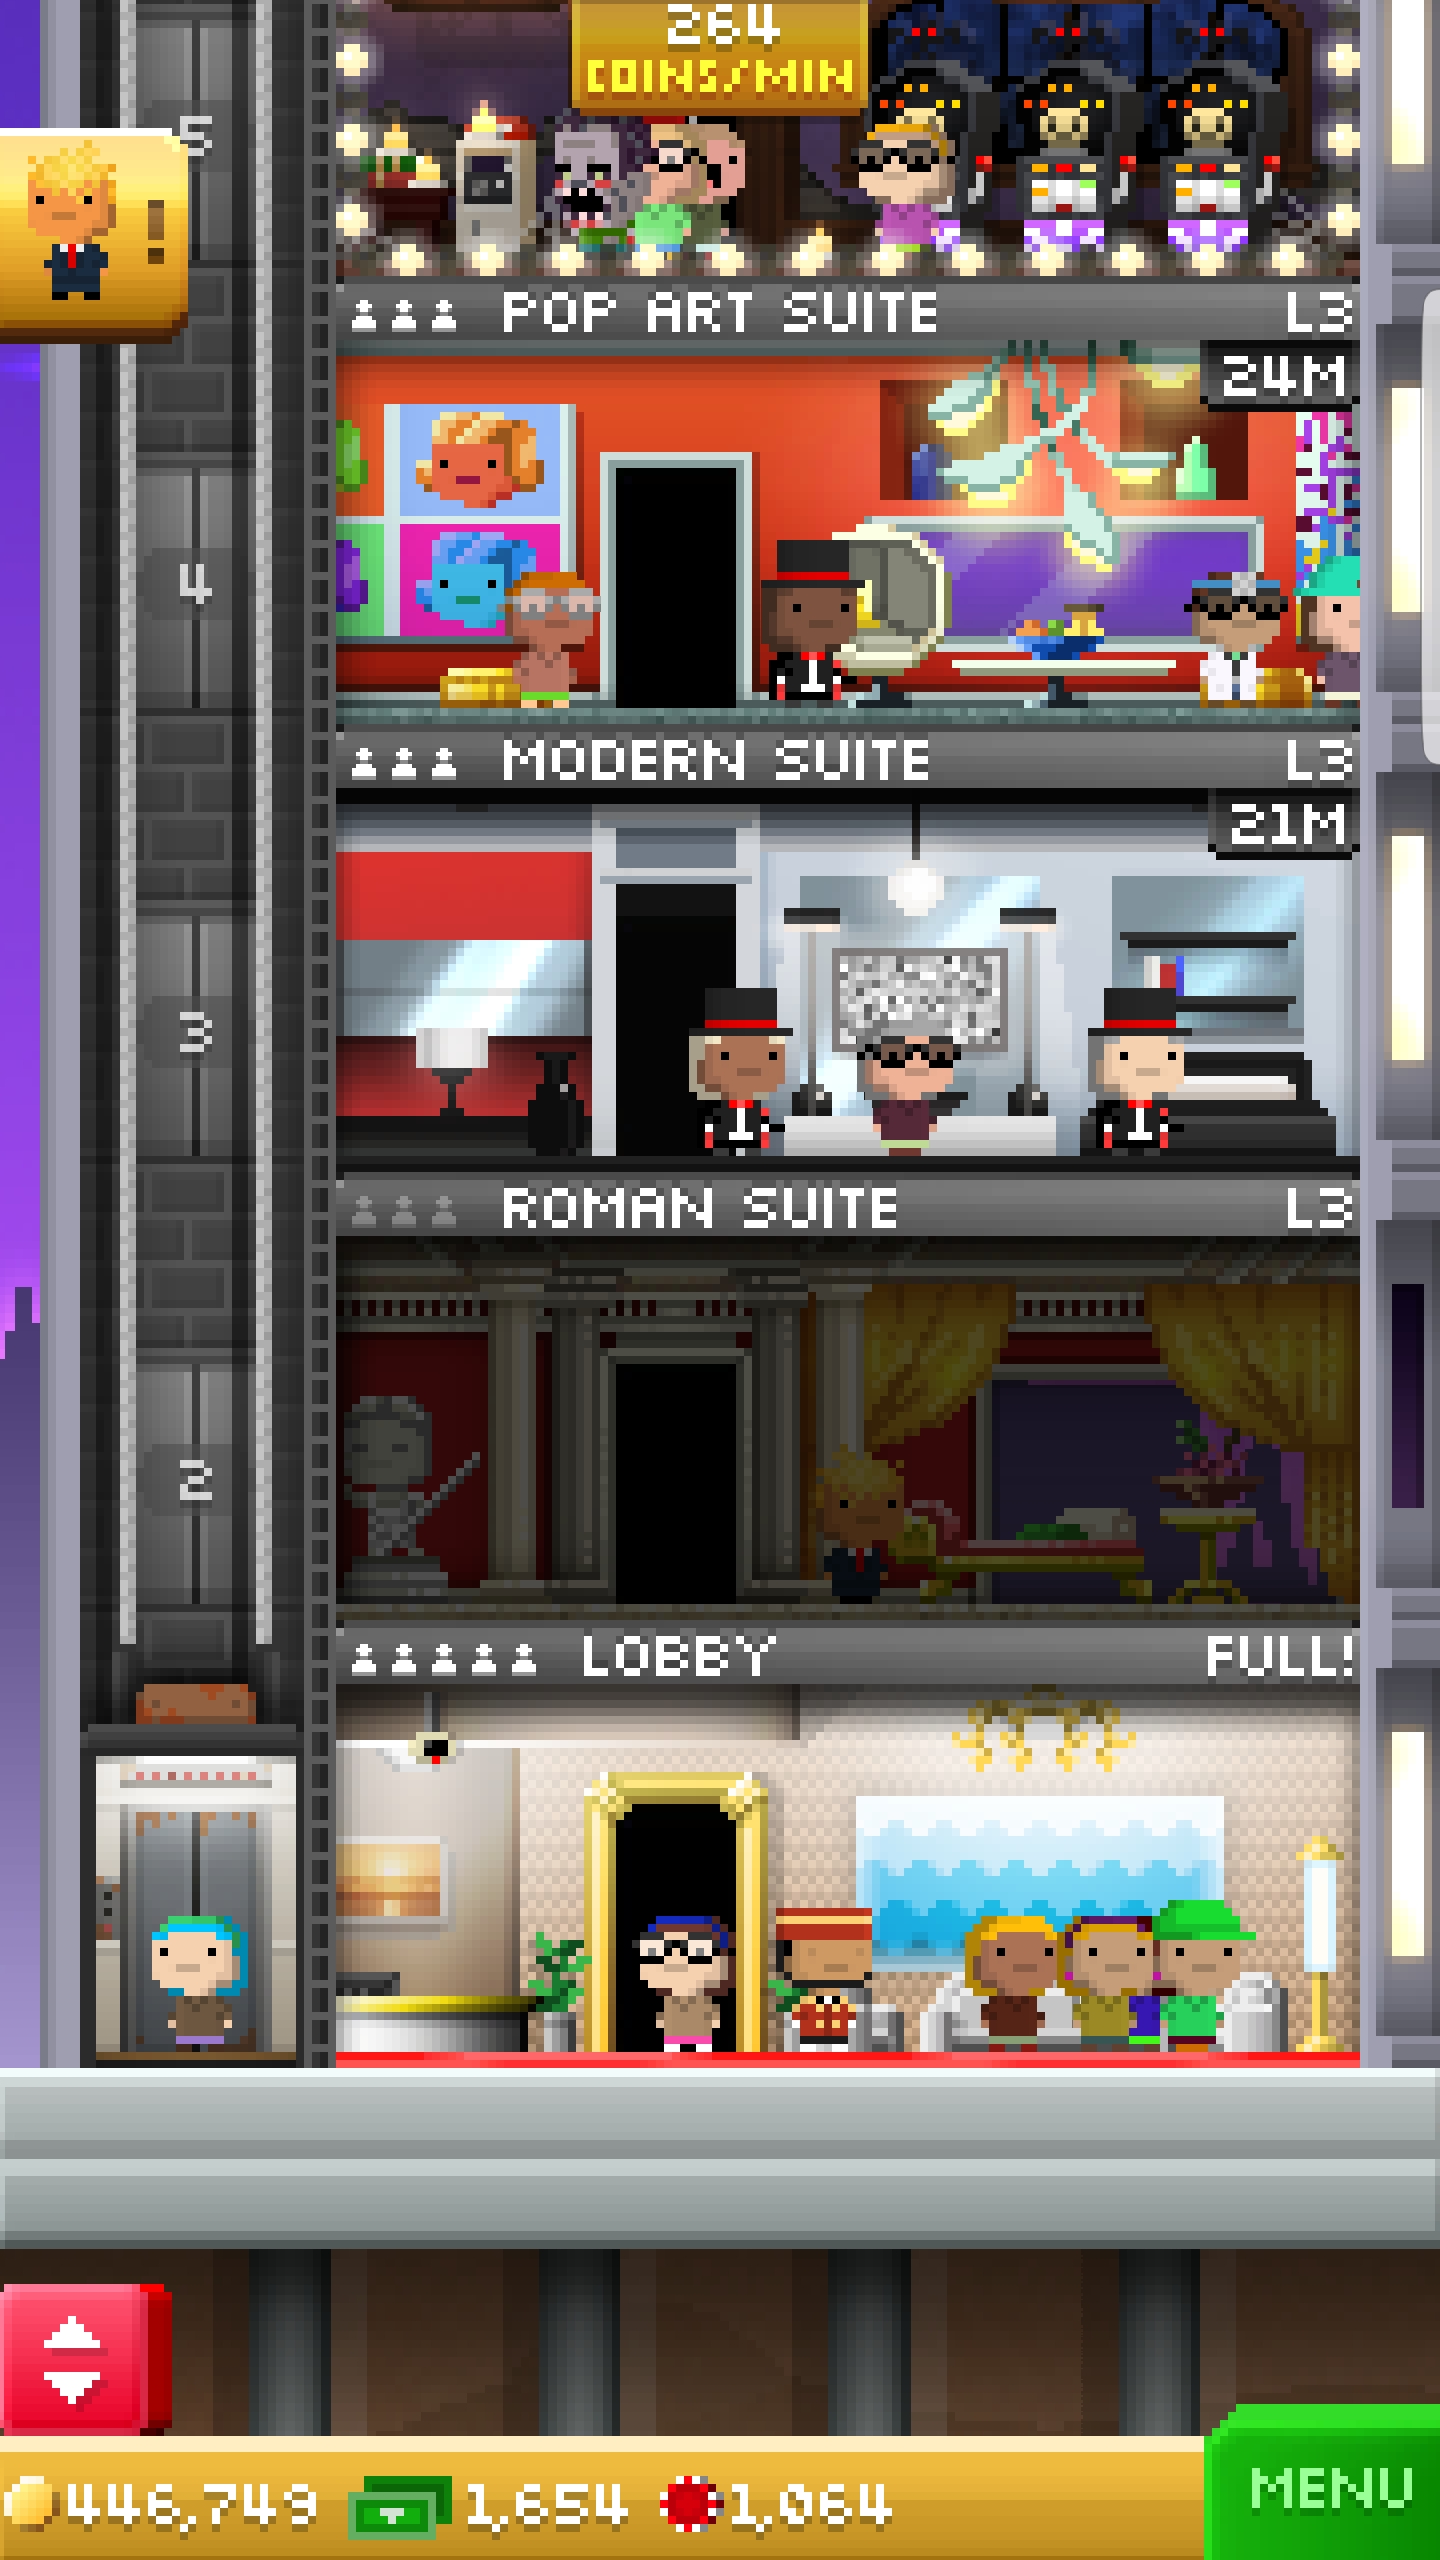 264
COINS/MIN
5
!
POP ART SUITE L3
24M
4
MODERN SUITE L3
21M
3
ROMAN SUITE L3
2
LOBBY FULL!
446,749 1,654 1,064
MENU